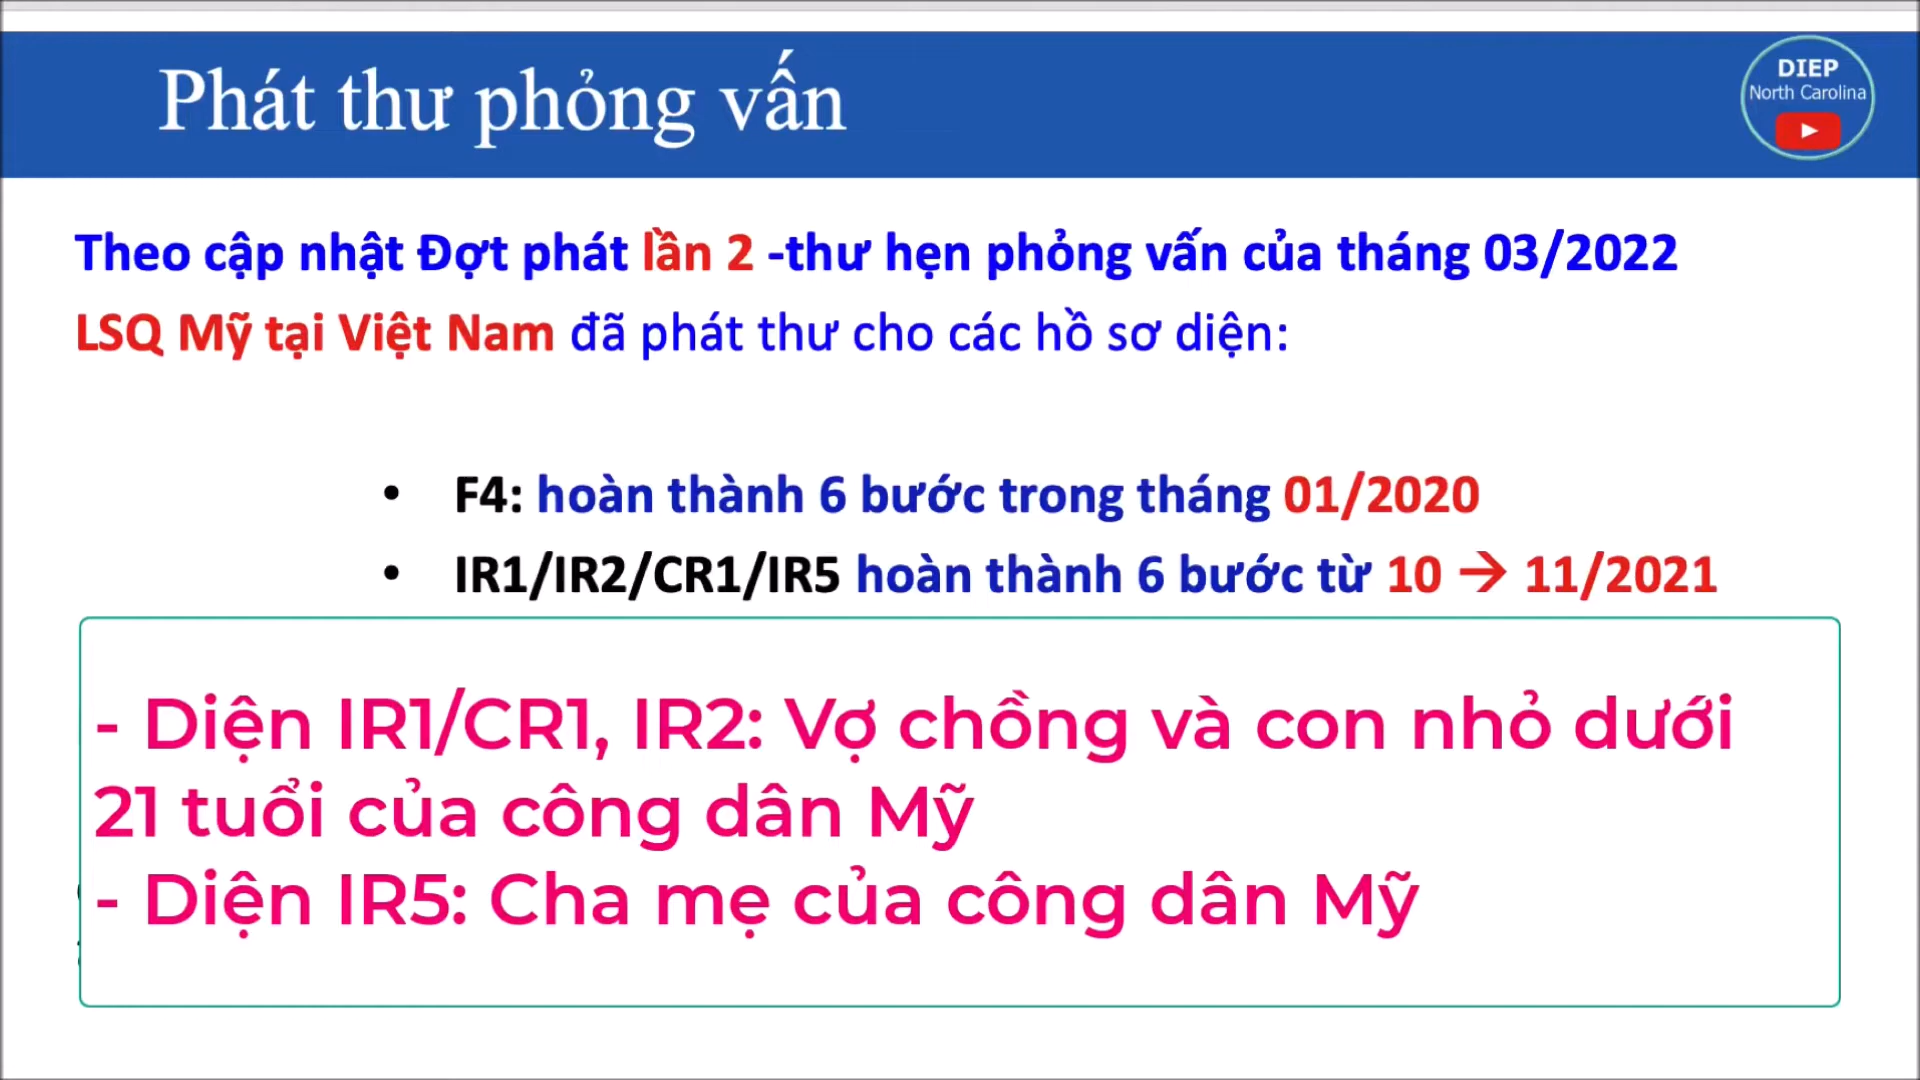 Phát thư phỏng vấn
DIEP
North Carolina
Theo cập nhật Đợt phát lần 2 -thư hẹn phỏng vấn của tháng 03/2022
LSQ Mỹ tại Việt Nam đã phát thư cho các hồ sơ diện:
• F4: hoàn thành 6 bước trong tháng 01/2020
• IR1/IR2/CR1/IR5 hoàn thành 6 bước từ 10 → 11/2021
- Diện IR1/CR1, IR2: Vợ chồng và con nhỏ dưới
21 tuổi của công dân Mỹ
- Diện IR5: Cha mẹ của công dân Mỹ